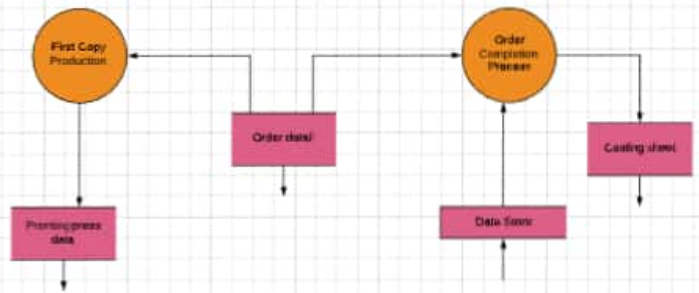 First Copy
Production
Order
Completion
Process
Order detail
Costing sheet
Printing press
data
Data Store